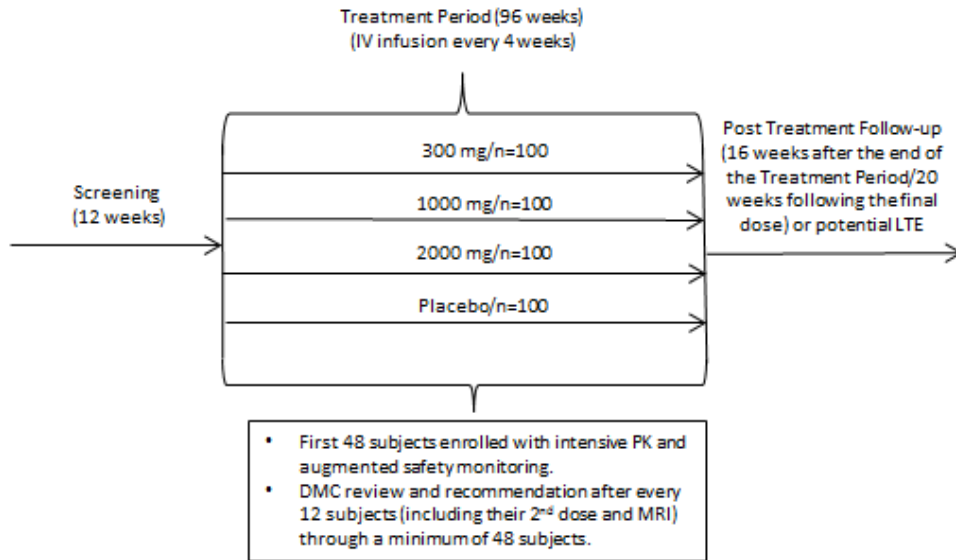 Treatment Period (96 weeks)
(IV infusion every 4 weeks)
Screening
(12 weeks)
300 mg/n=100
1000 mg/n=100
2000 mg/n=100
Placebo/n=100
Post Treatment Follow-up
(16 weeks after the end of
the Treatment Period/20
weeks following the final
dose) or potential LTE
• First 48 subjects enrolled with intensive PK and
augmented safety monitoring.
• DMC review and recommendation after every
12 subjects (including their 2nd dose and MRI)
through a minimum of 48 subjects.